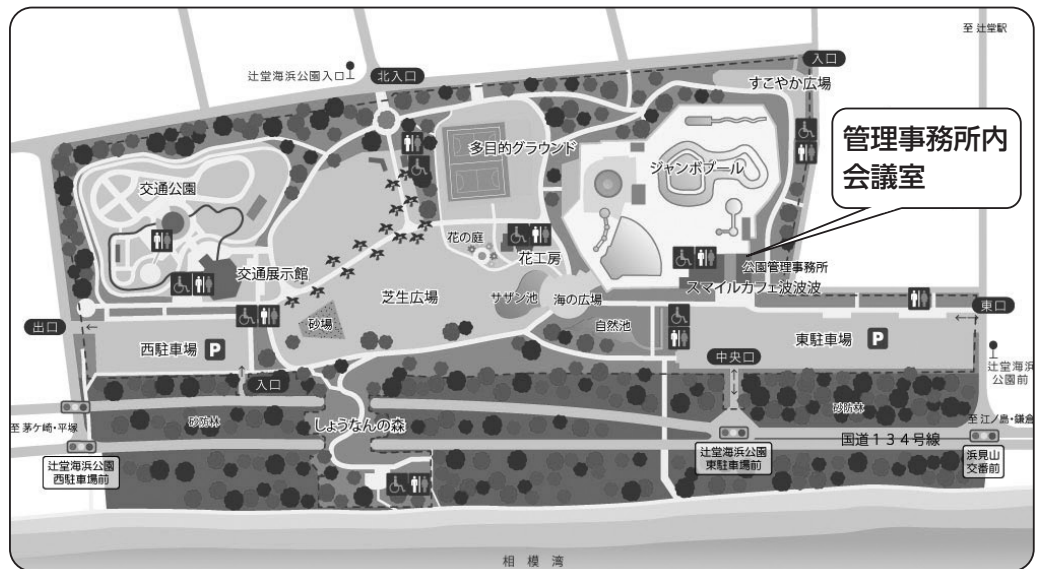 至 辻堂駅
辻堂海浜公園入口
北入口
入口
すこやか広場
管理事務所内
会議室
多目的グラウンド
ジャンボプール
交通公園
花の庭
花工房
公園管理事務所
スマイルカフェ波波波
交通展示館
芝生広場
サザン池
海の広場
自然池
砂場
出口
西駐車場 P
入口
東口
東駐車場 P
中央口
辻堂海浜
公園前
砂防林
しょうなんの森
砂防林
至 茅ケ崎・平塚
至 江ノ島・鎌倉
国道134号線
辻堂海浜公園
西駐車場前
辻堂海浜公園
東駐車場前
浜見山
交番前
相模湾